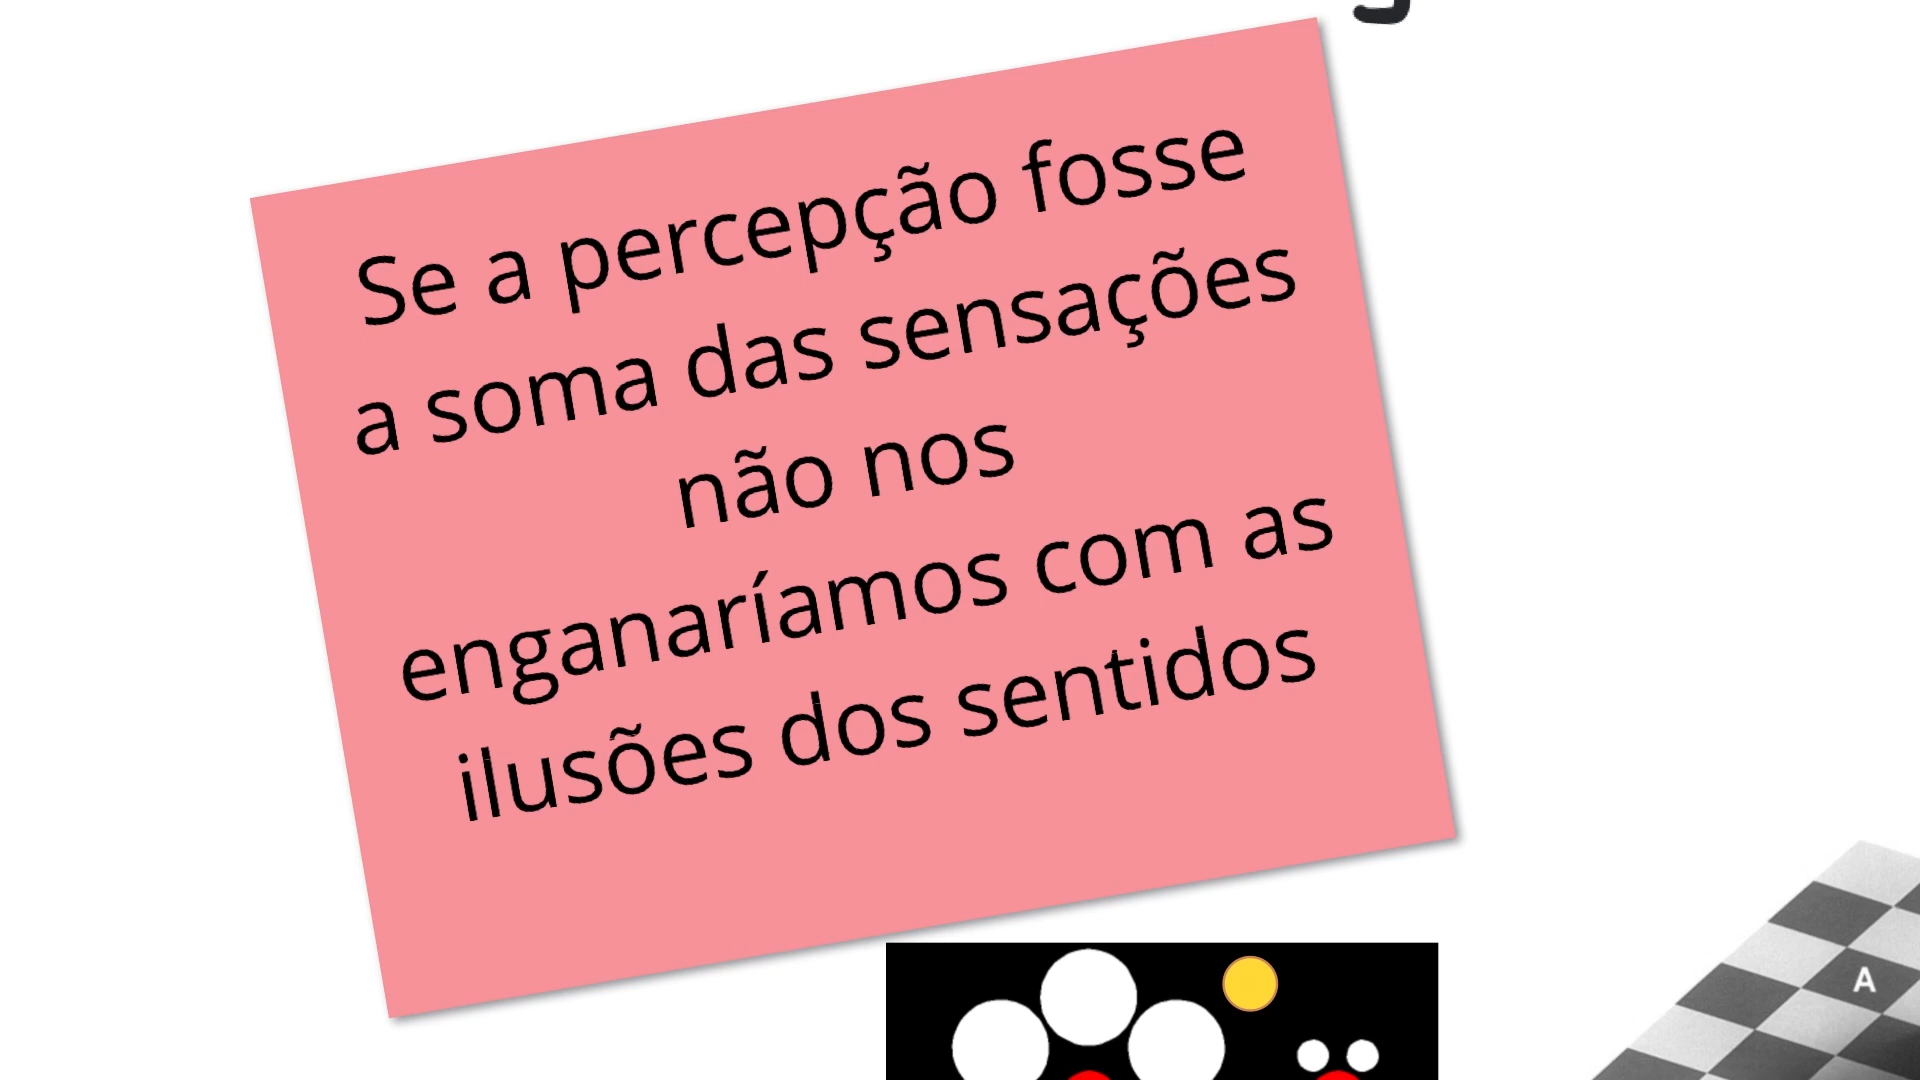 Se a percepção fosse
a soma das sensações
não nos
enganaríamos com as
ilusões dos sentidos
A